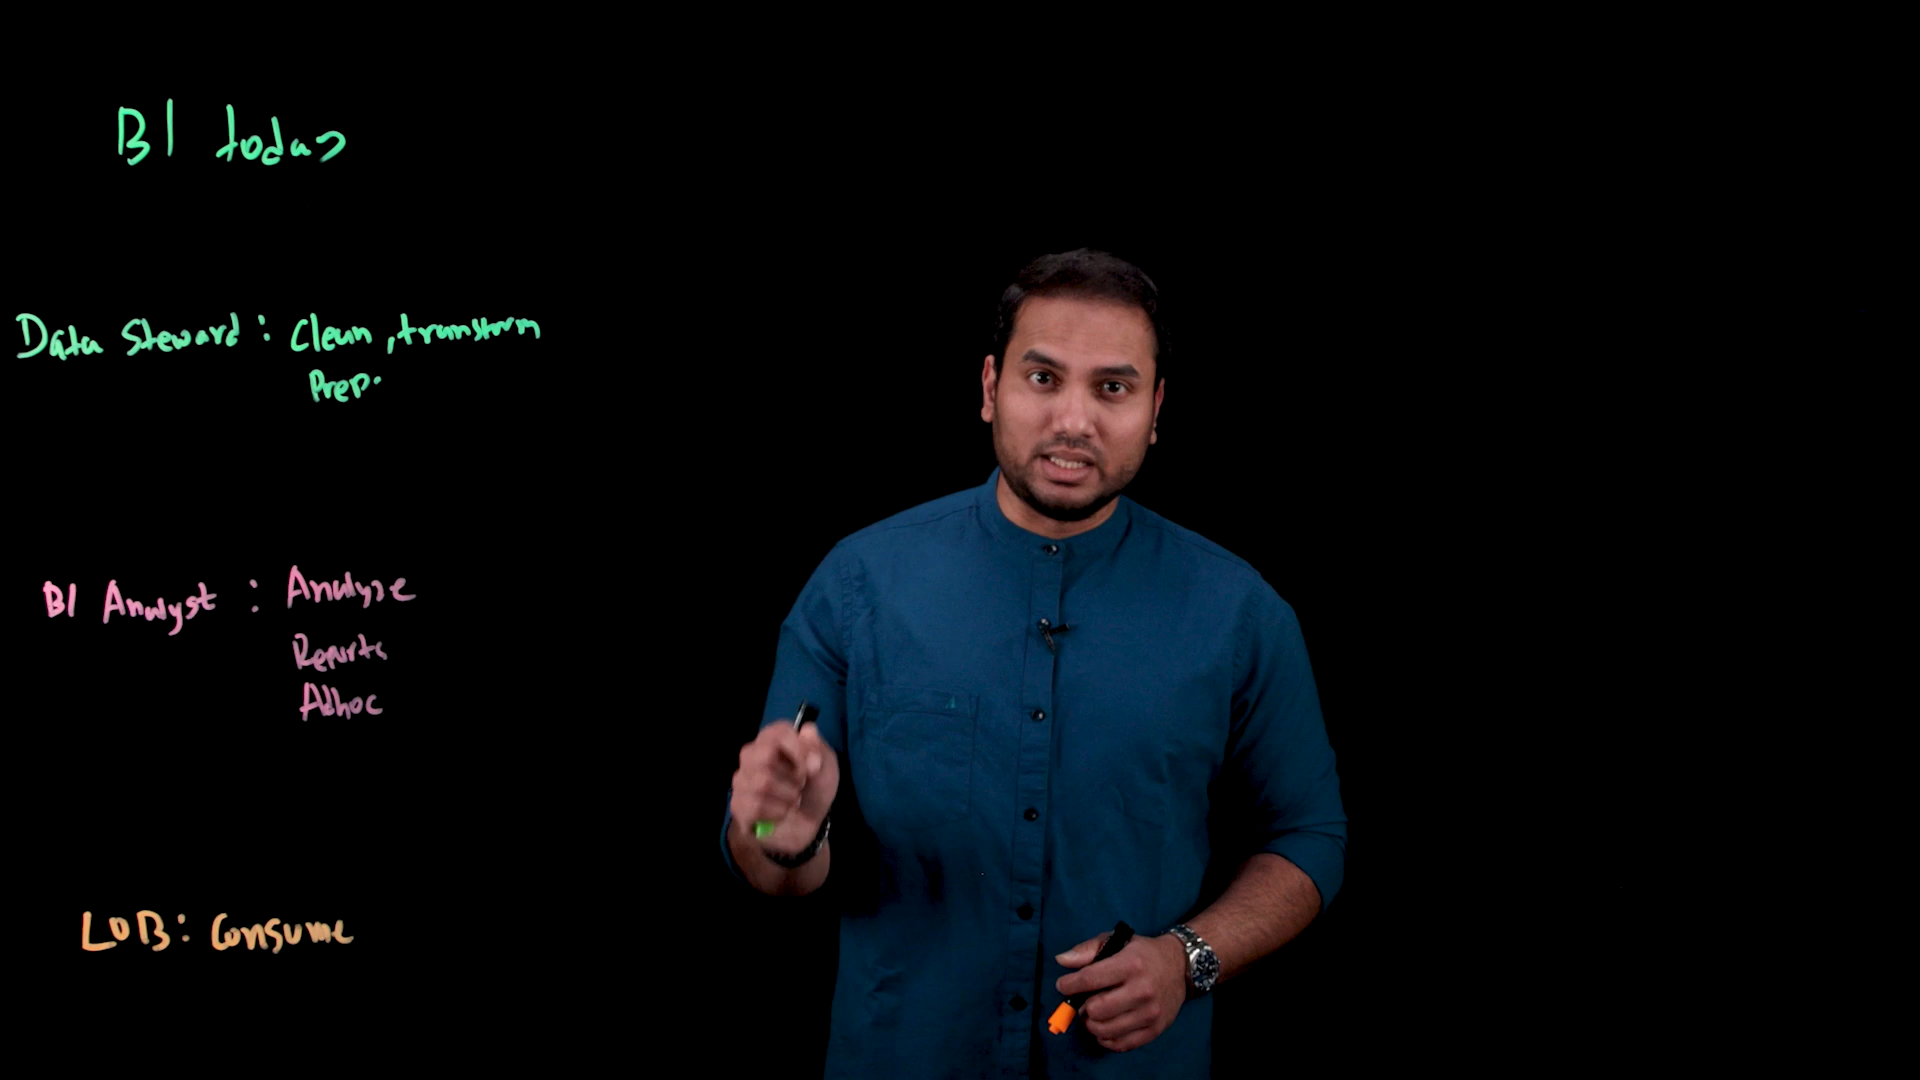 BI today
Data Steward: Clean, transform
Prep.
BI Analyst: Analyze
Reports
Adhoc
LOB: Consume